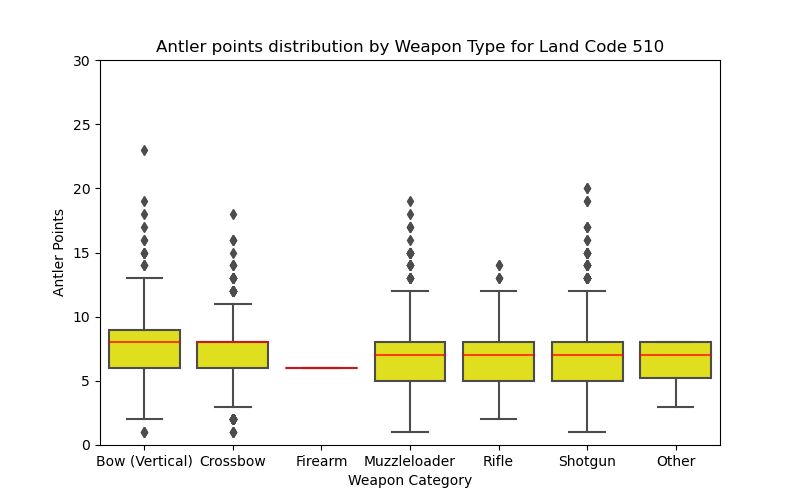 Antler points distribution by Weapon Type for Land Code 510
30
25
20
15
10
5
0
Antler Points
Bow (Vertical) Crossbow Firearm Muzzleloader Rifle Shotgun Other
Weapon Category